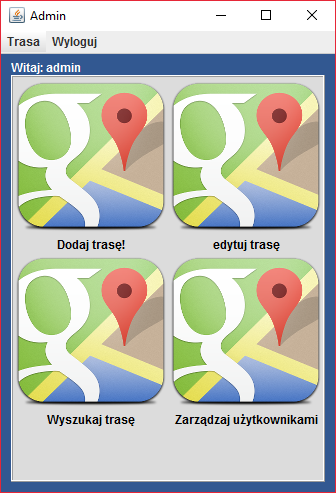 Admin
Trasa Wyloguj
Witaj: admin
Dodaj trasę! edytuj trasę
Wyszukaj trasę Zarządzaj użytkownikami